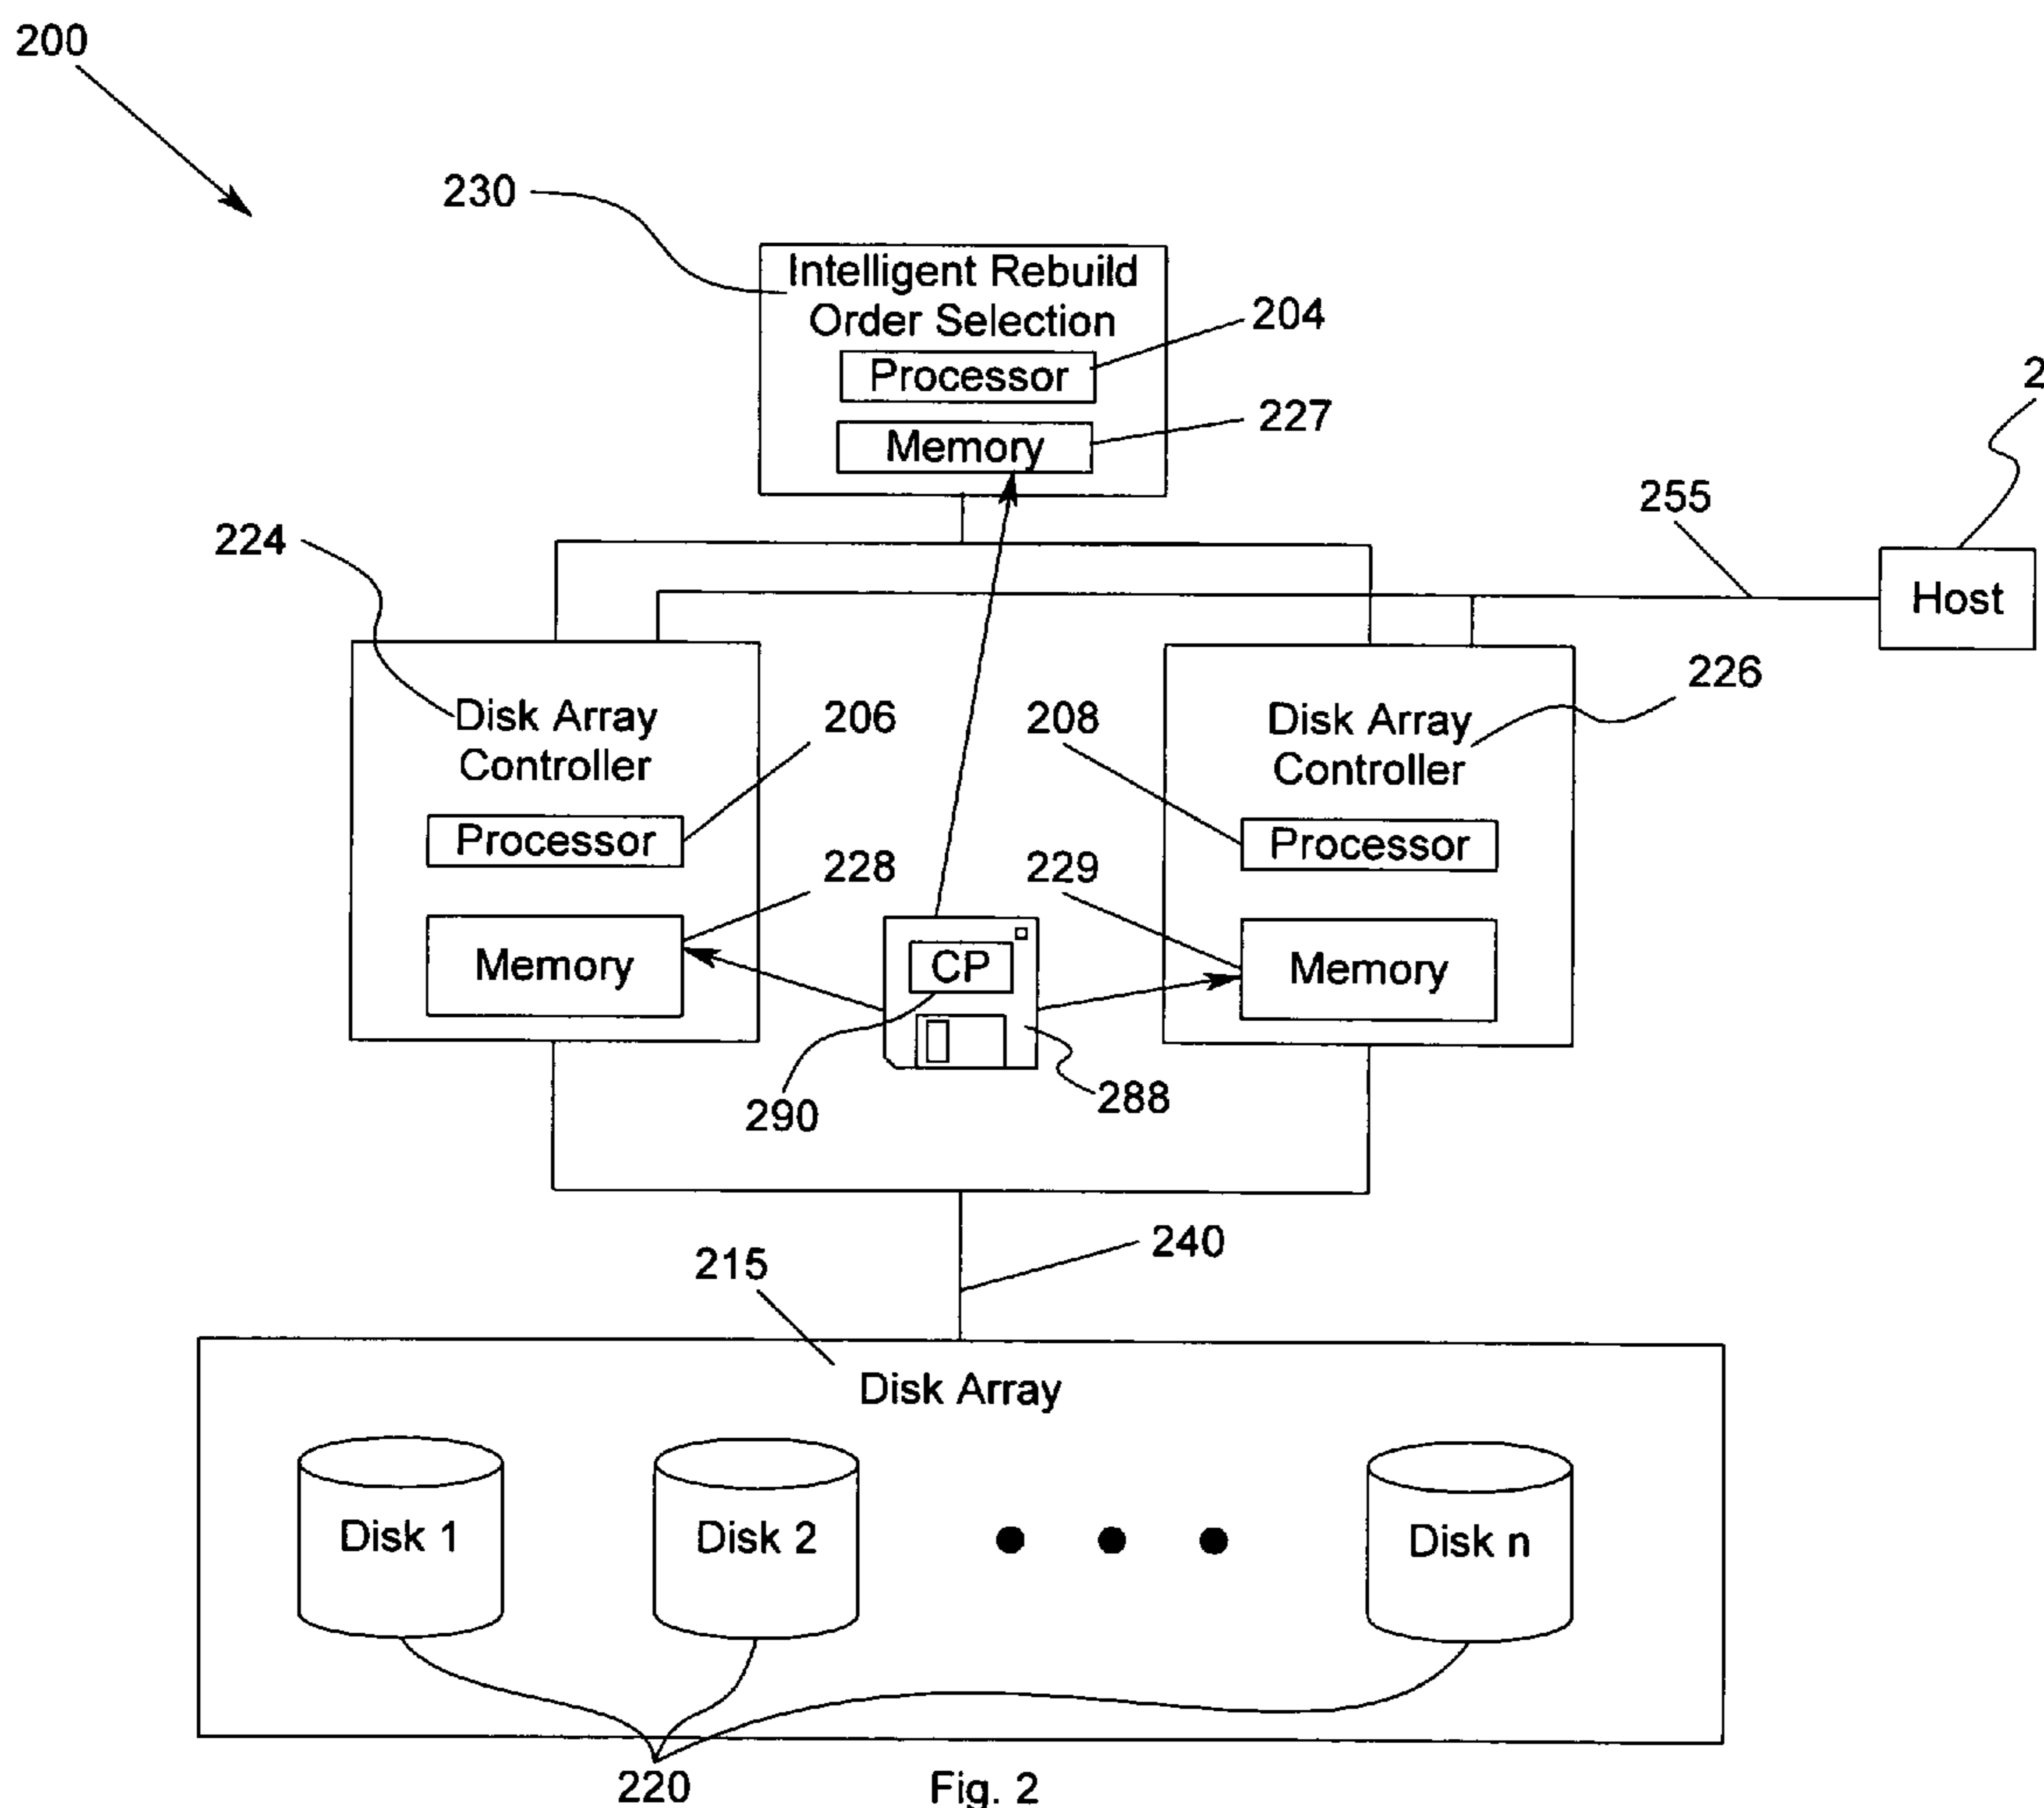 200
230
Intelligent Rebuild
Order Selection
204
Processor
227
Memory
2
255
224
Host
226
Disk Array
Controller
206
208
Disk Array
Controller
Processor
Processor
228
229
Memory
CP
Memory
290
288
240
215
Disk Array
Disk 1
Disk 2
Disk n
220
Fig. 2